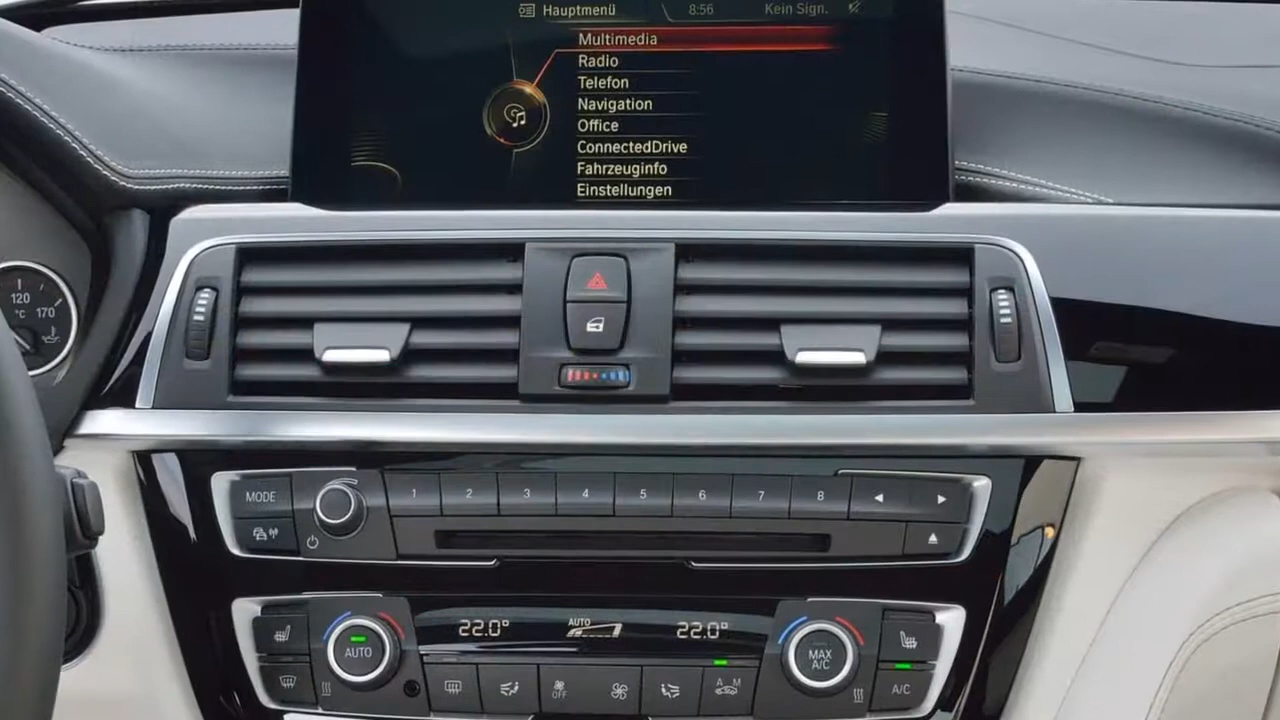 Hauptmenü 8:56 Kein Sign.
Multimedia
Radio
Telefon
Navigation
Office
ConnectedDrive
Fahrzeuginfo
Einstellungen
120
°C 170
MODE 1 2 3 4 5 6 7 8
22.0° AUTO 22.0°
AUTO MAX
A/C
OFF A M A/C